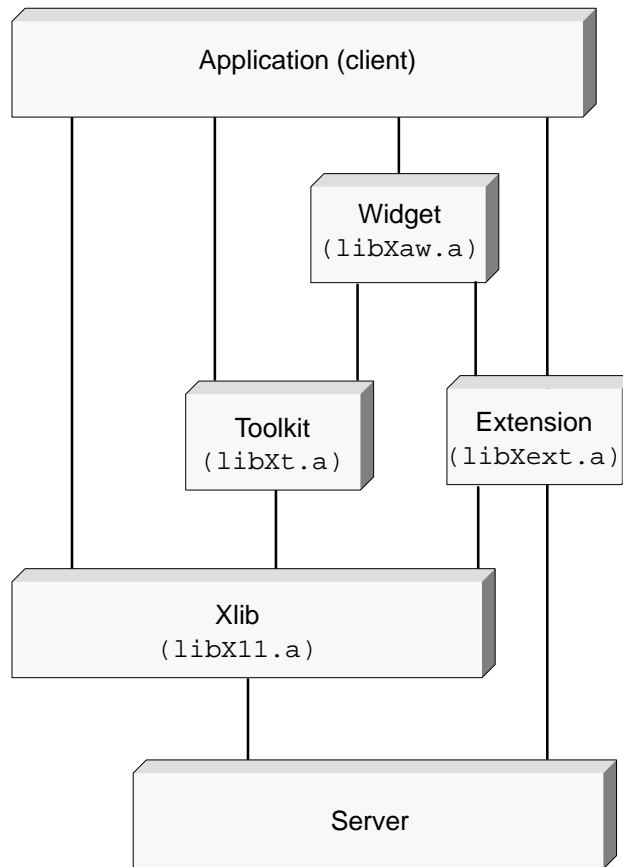 Application (client)
Widget
(libXaw.a)
Toolkit
(libXt.a)
Extension
(libXext.a)
Xlib
(libX11.a)
Server